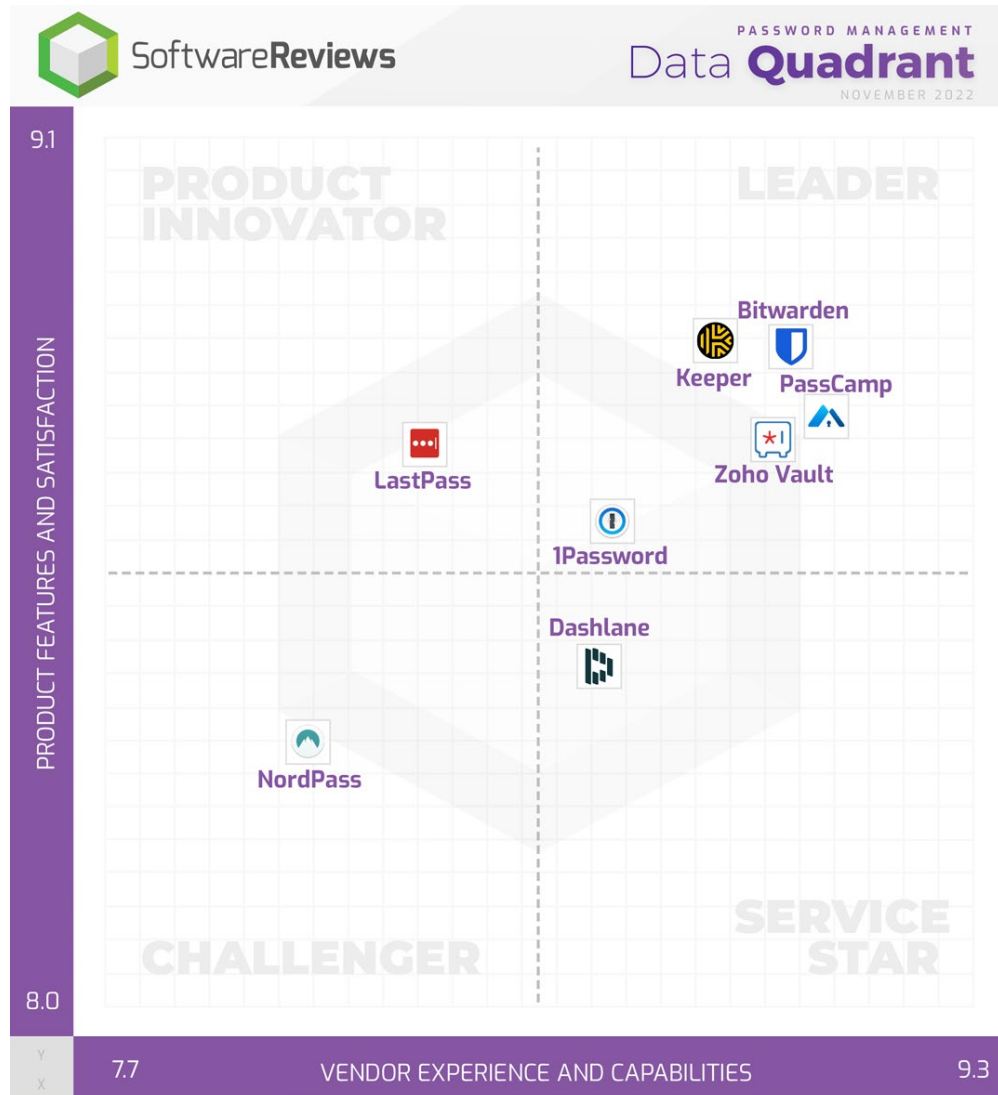 SoftwareReviews
PASSWORD MANAGEMENT
Data Quadrant
NOVEMBER 2022
9.1
PRODUCT FEATURES AND SATISFACTION
8.0
PRODUCT
INNOVATOR
LEADER
Bitwarden
Keeper
PassCamp
LastPass
Zoho Vault
1Password
Dashlane
NordPass
CHALLENGER
SERVICE
STAR
Y
X
7.7
VENDOR EXPERIENCE AND CAPABILITIES
9.3